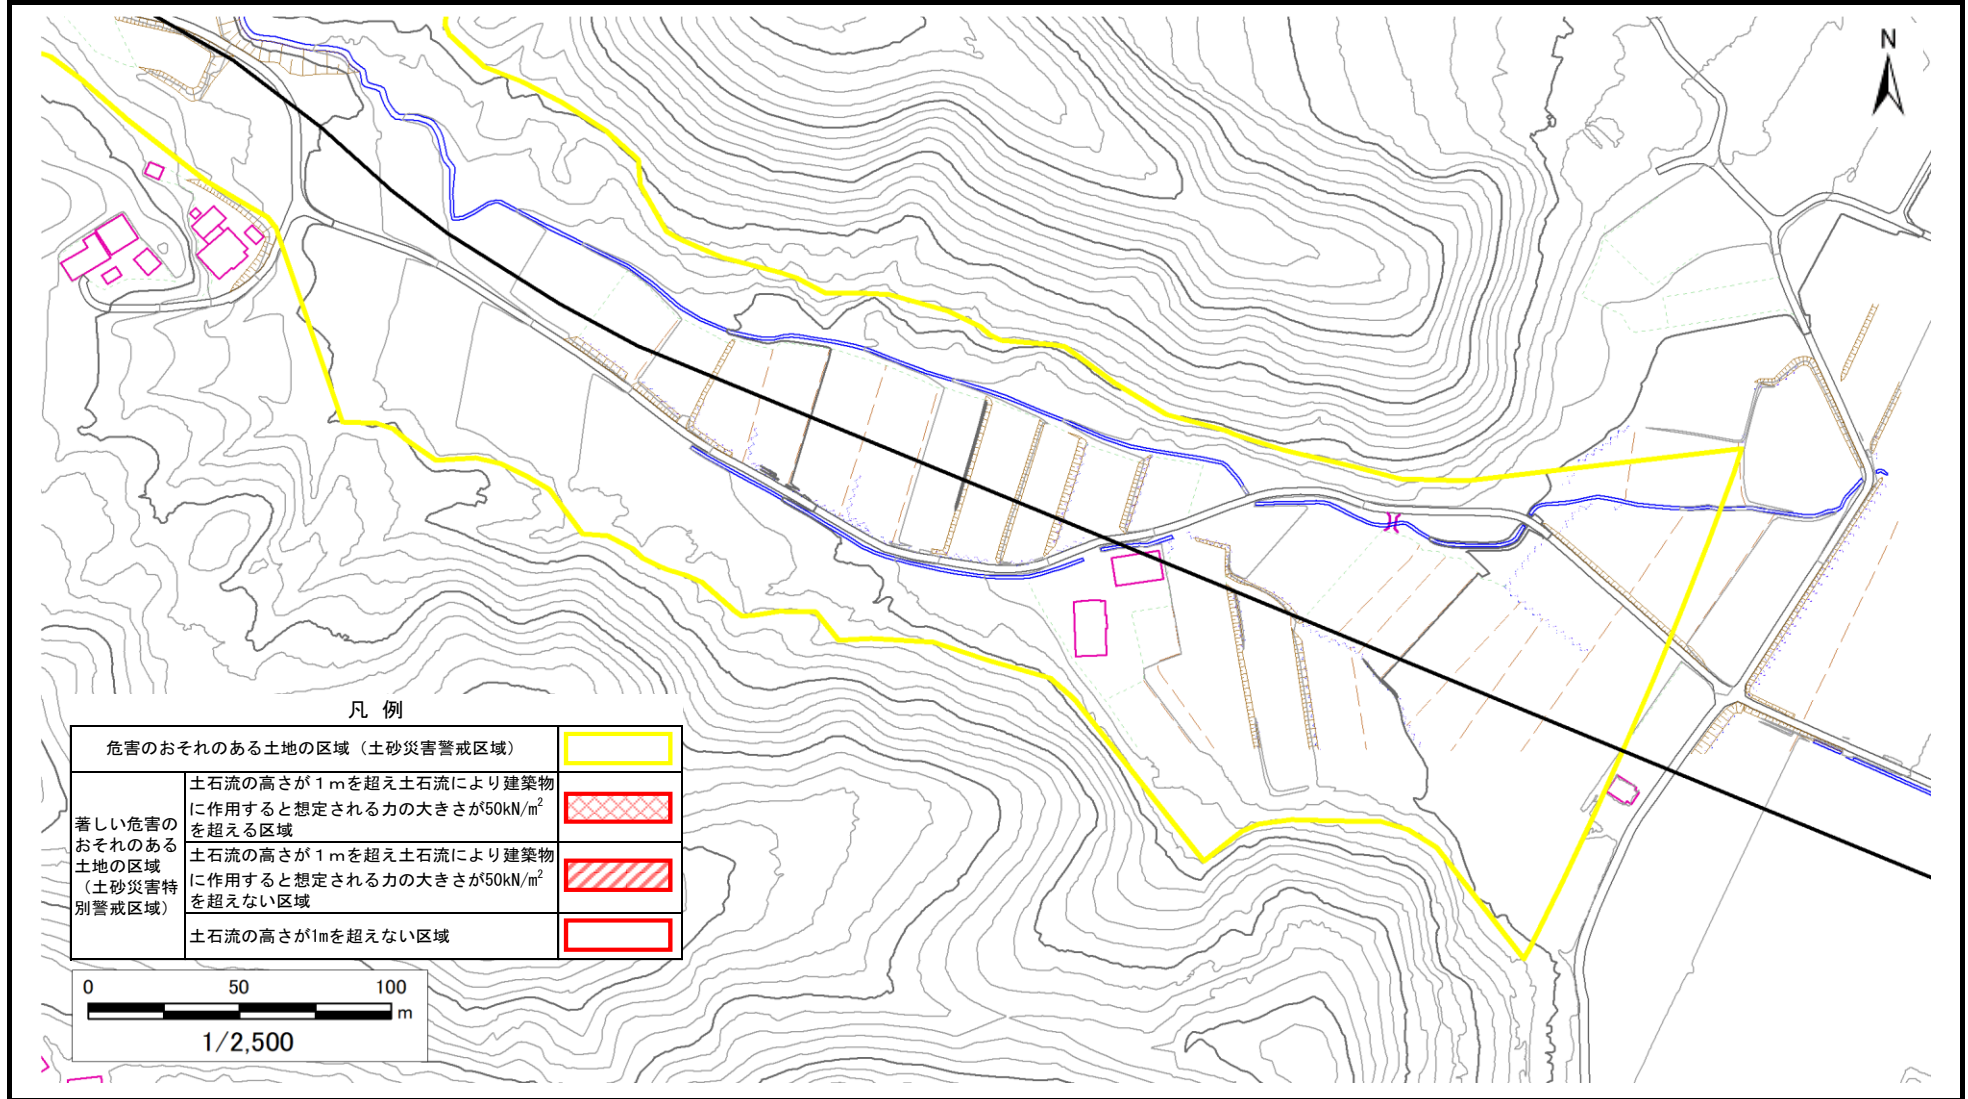 N
凡 例
危害のおそれのある土地の区域（土砂災害警戒区域）
著しい危害の
おそれのある
土地の区域
（土砂災害特
別警戒区域）
土石流の高さが１ｍを超え土石流により建築物
に作用すると想定される力の大きさが50kN/m²
を超える区域
土石流の高さが１ｍを超え土石流により建築物
に作用すると想定される力の大きさが50kN/m²
を超えない区域
土石流の高さが1mを超えない区域
0 50 100
m
1/2,500